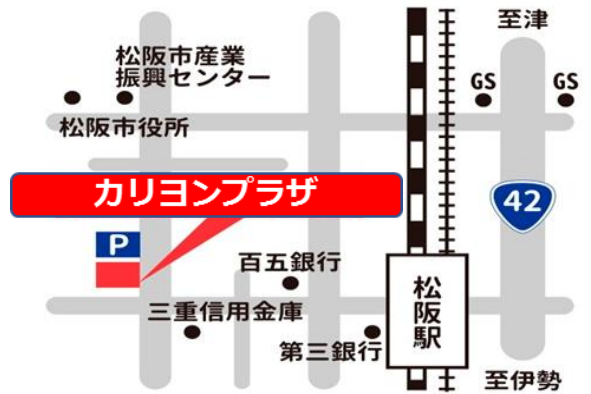 至津
松阪市産業
振興センター
GS
GS
松阪市役所
カリヨンプラザ
42
P
百五銀行
松阪駅
三重信用金庫
第三銀行
至伊勢